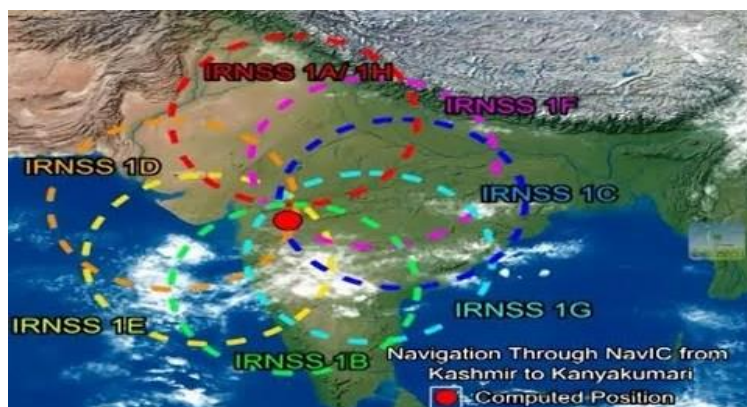 IRNSS 1A/ 1H
IRNSS 1F
IRNSS 1D
IRNSS 1C
IRNSS 1E
IRNSS 1G
IRNSS 1B
Navigation Through NavIC from
Kashmir to Kanyakumari
Computed Position